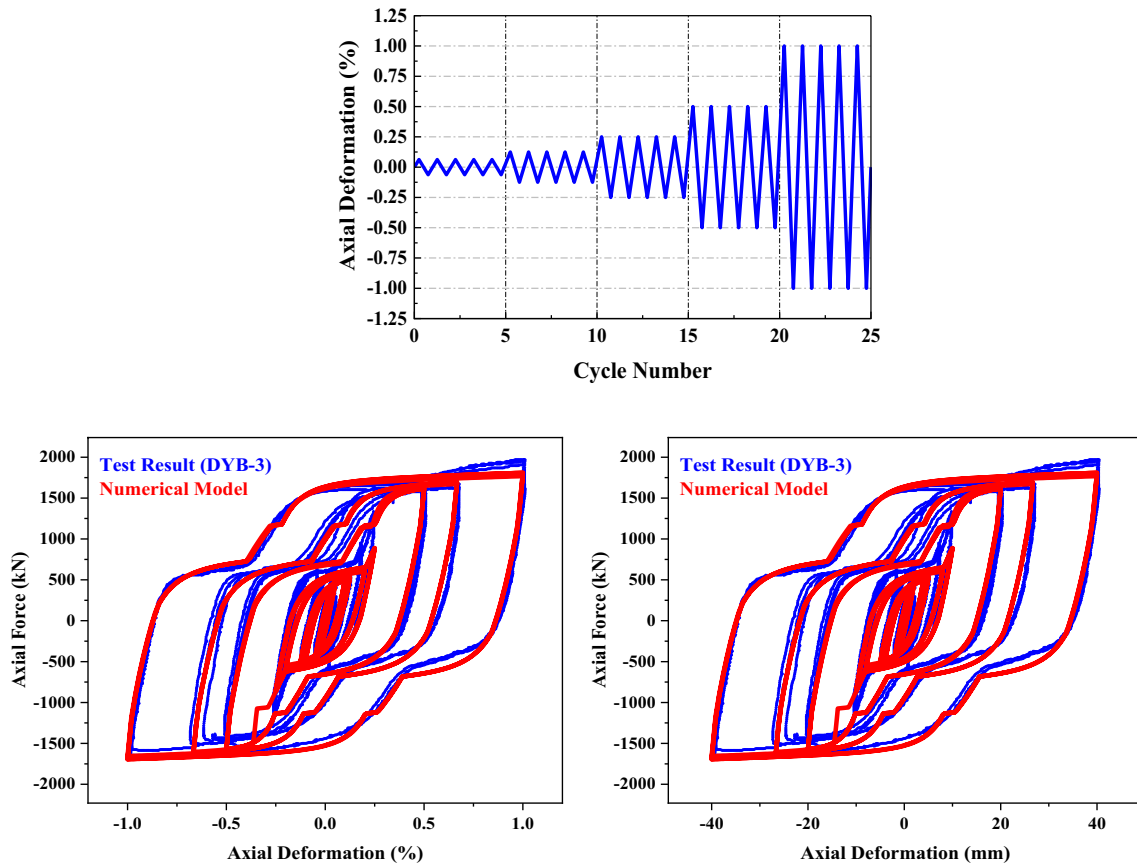 1.25
1.00
0.75
0.50
0.25
0.00
-0.25
-0.50
-0.75
-1.00
-1.25
Axial Deformation (%)
0 5 10 15 20 25
Cycle Number
Test Result (DYB-3)
Numerical Model
2000
1500
1000
500
0
-500
-1000
-1500
-2000
Axial Force (kN)
-1.0 -0.5 0.0 0.5 1.0
Axial Deformation (%)
Test Result (DYB-3)
Numerical Model
2000
1500
1000
500
0
-500
-1000
-1500
-2000
Axial Force (kN)
-40 -20 0 20 40
Axial Deformation (mm)